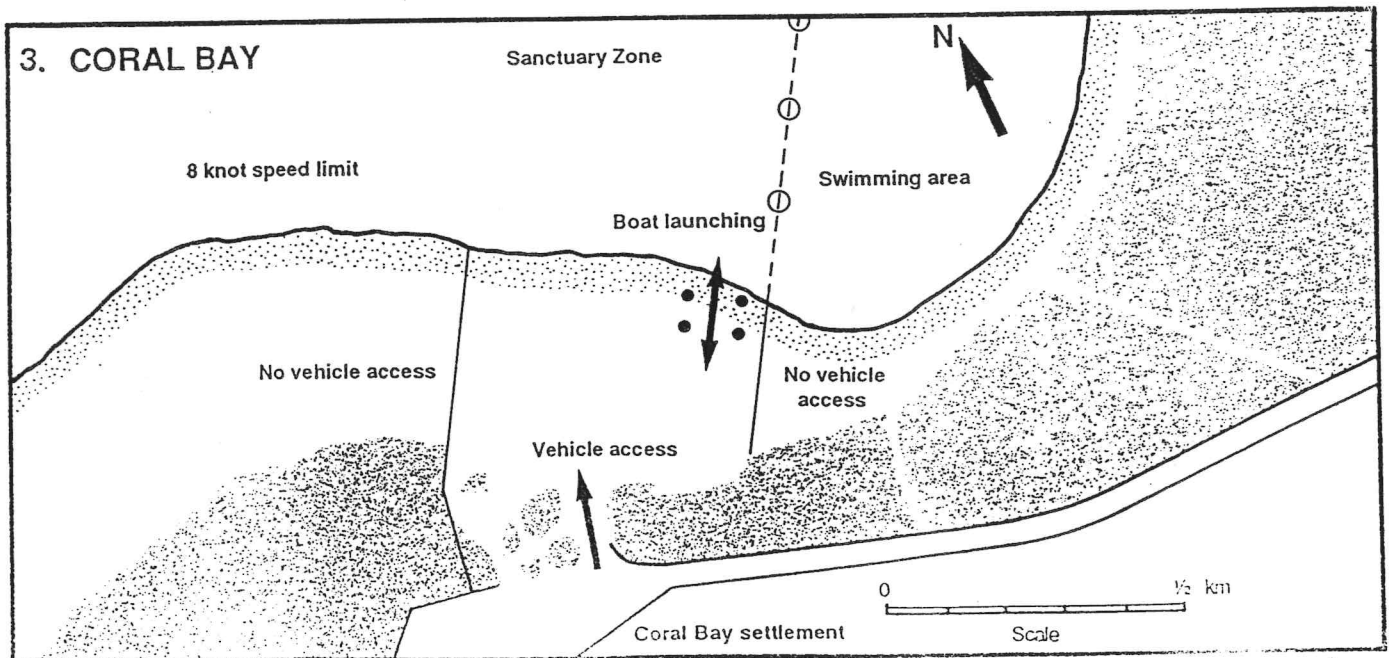 3. CORAL BAY
Sanctuary Zone
N
8 knot speed limit
Swimming area
Boat launching
No vehicle access
No vehicle
access
Vehicle access
0 ½ km
Coral Bay settlement
Scale